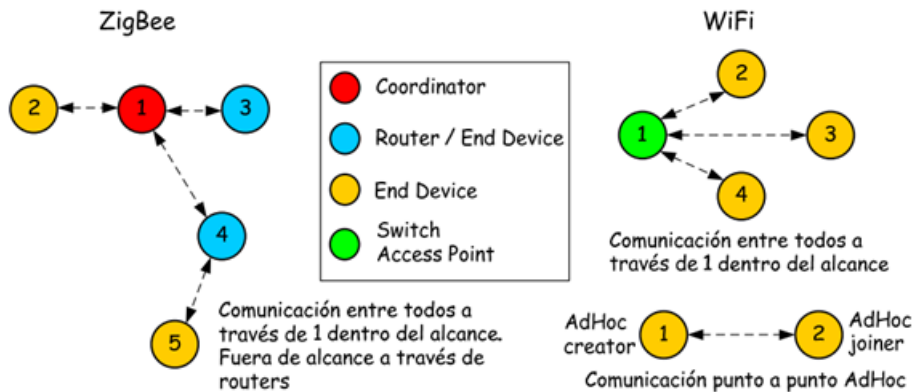 ZigBee
2
1
3
4
5
Comunicación entre todos a
través de 1 dentro del alcance.
Fuera de alcance a través de
routers
Coordinator
Router / End Device
End Device
Switch
Access Point
WiFi
2
1
3
4
Comunicación entre todos a
través de 1 dentro del alcance
AdHoc
creator
1
2
AdHoc
joiner
Comunicación punto a punto AdHoc